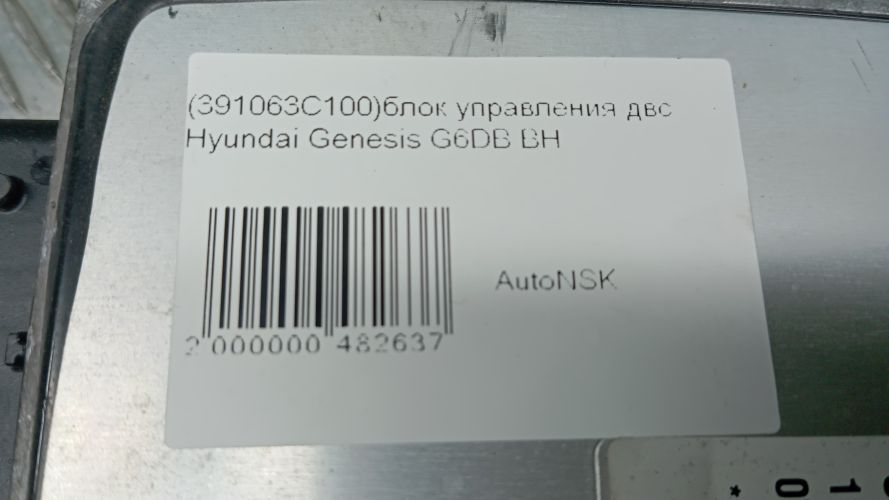 (391063C100)блок управления двс
Hyundai Genesis G6DB BH
AutoNSK
2 000000 482637